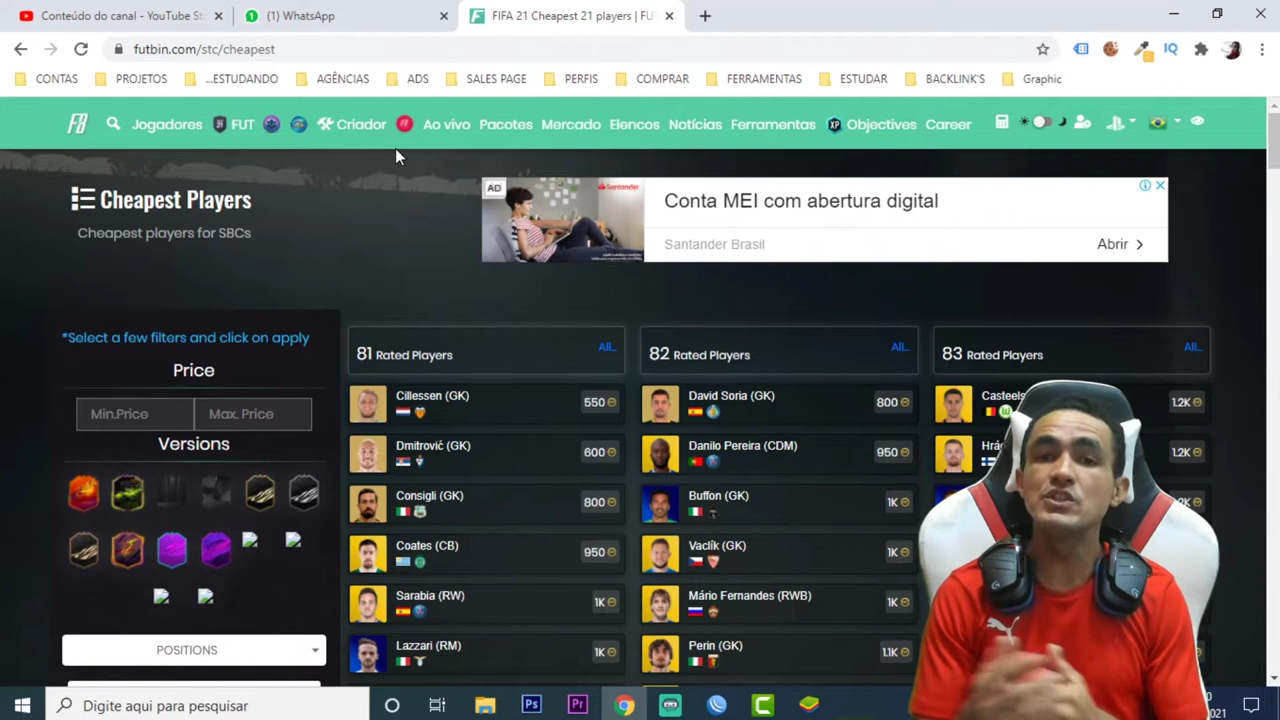 Conteúdo do canal - YouTube St
(1) WhatsApp
FIFA 21 Cheapest 21 players | FUT
futbin.com/stc/cheapest
CONTAS
PROJETOS
...ESTUDANDO
AGÊNCIAS
ADS
SALES PAGE
PERFIS
COMPRAR
FERRAMENTAS
ESTUDAR
BACKLINK'S
Graphic
Jogadores
FUT
Criador
Ao vivo
Pacotes
Mercado
Elencos
Notícias
Ferramentas
XP
Objectives
Career
Cheapest Players
Cheapest players for SBCs
AD
Conta MEI com abertura digital
Santander Brasil
Abrir
*Select a few filters and click on apply
Price
Min.Price
Max. Price
Versions
POSITIONS
81 Rated Players
All..
Cillessen (GK)
550
Dmitrović (GK)
600
Consigli (GK)
800
Coates (CB)
950
Sarabia (RW)
1K
Lazzari (RM)
1K
82 Rated Players
All..
David Soria (GK)
800
Danilo Pereira (CDM)
950
Buffon (GK)
1K
Vaclík (GK)
1K
Mário Fernandes (RWB)
1K
Perin (GK)
1.1K
83 Rated Players
All..
Casteels
1.2K
1.2K
Digite aqui para pesquisar
Ps
Pr